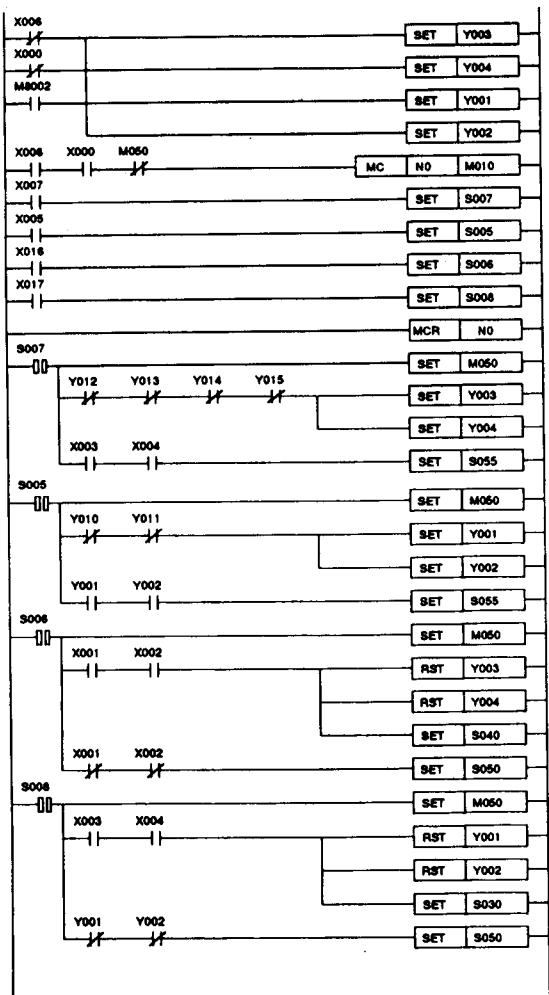 X006
SET Y003
X000
SET Y004
M8002
SET Y001
SET Y002
X006 X000 M050
MC N0 M010
X007
SET S007
X005
SET S005
X016
SET S006
X017
SET S008
MCR N0
S007
SET M050
Y012 Y013 Y014 Y015
SET Y003
SET Y004
X003 X004
SET S055
S005
SET M050
Y010 Y011
SET Y001
SET Y002
Y001 Y002
SET S055
S006
SET M050
X001 X002
RST Y003
RST Y004
SET S040
X001 X002
SET S050
S008
SET M050
X003 X004
RST Y001
RST Y002
SET S030
Y001 Y002
SET S050